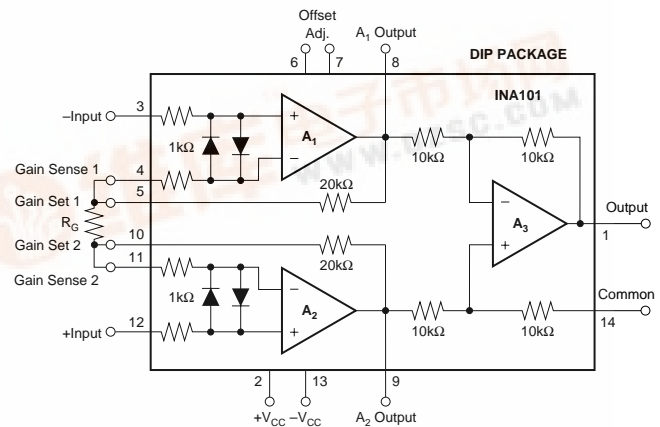 Offset
Adj.
A1 Output
6
7
8
DIP PACKAGE
INA101
–Input
3
1kΩ
+
–
A1
10kΩ
10kΩ
Gain Sense 1
4
Gain Set 1
5
20kΩ
RG
–
+
A3
Output
1
Gain Set 2
10
20kΩ
Gain Sense 2
11
1kΩ
–
+
A2
Common
14
10kΩ
10kΩ
+Input
12
2
13
9
+VCC
–VCC
A2 Output